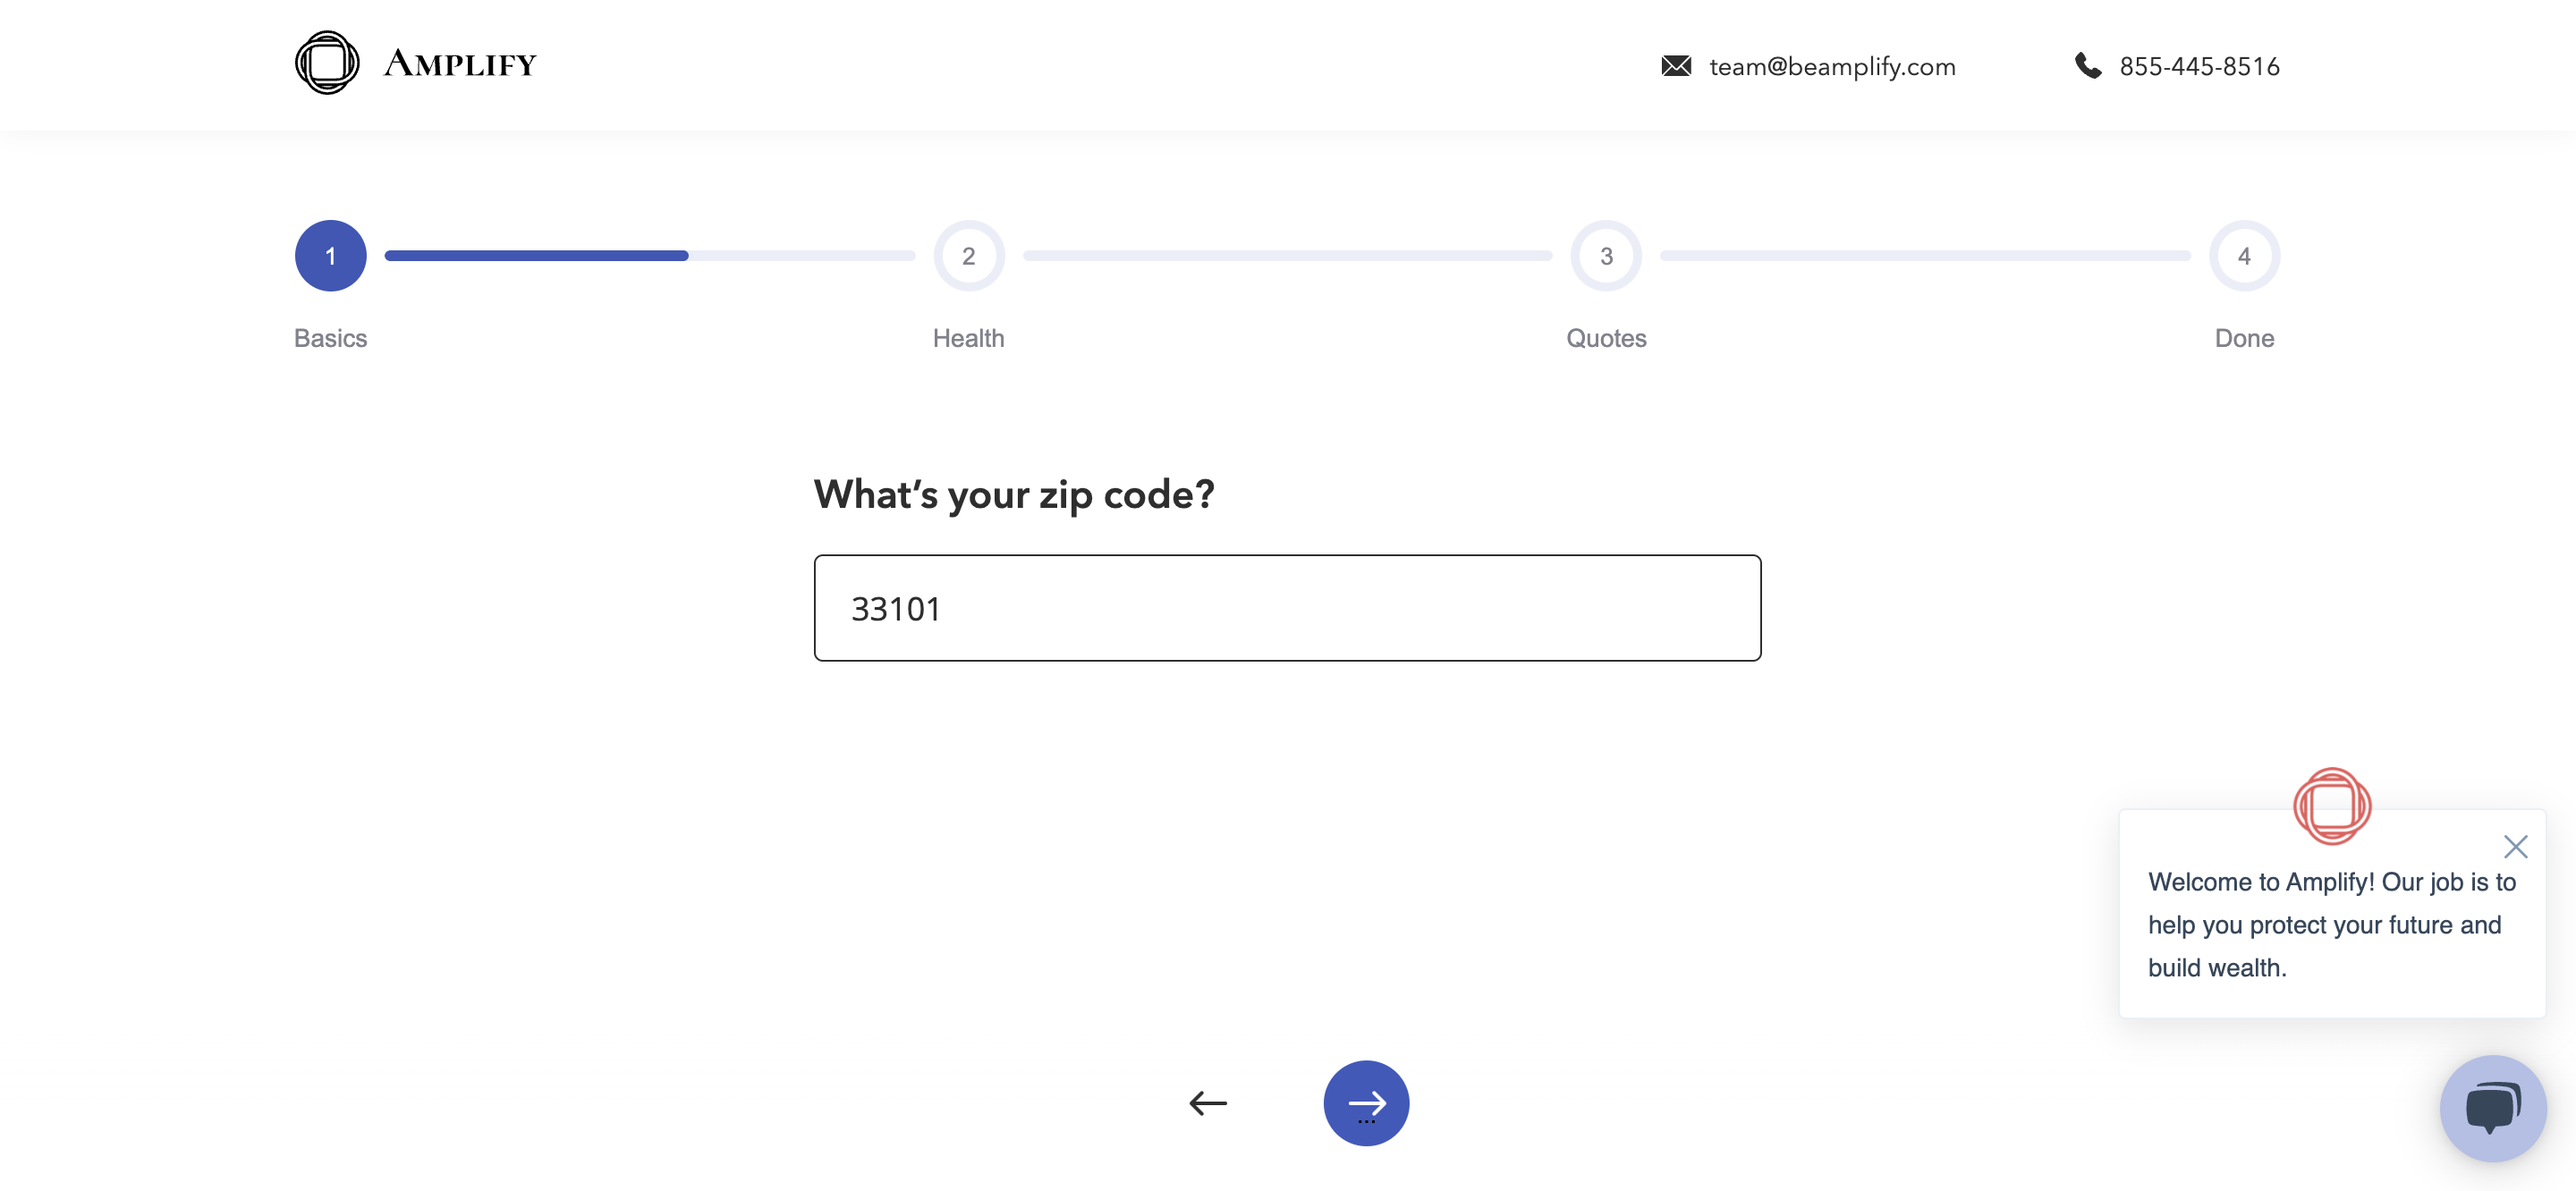 AMPLIFY
team@beamplify.com
855-445-8516
1
2
3
4
Basics
Health
Quotes
Done
What’s your zip code?
33101
Welcome to Amplify! Our job is to
help you protect your future and
build wealth.
...